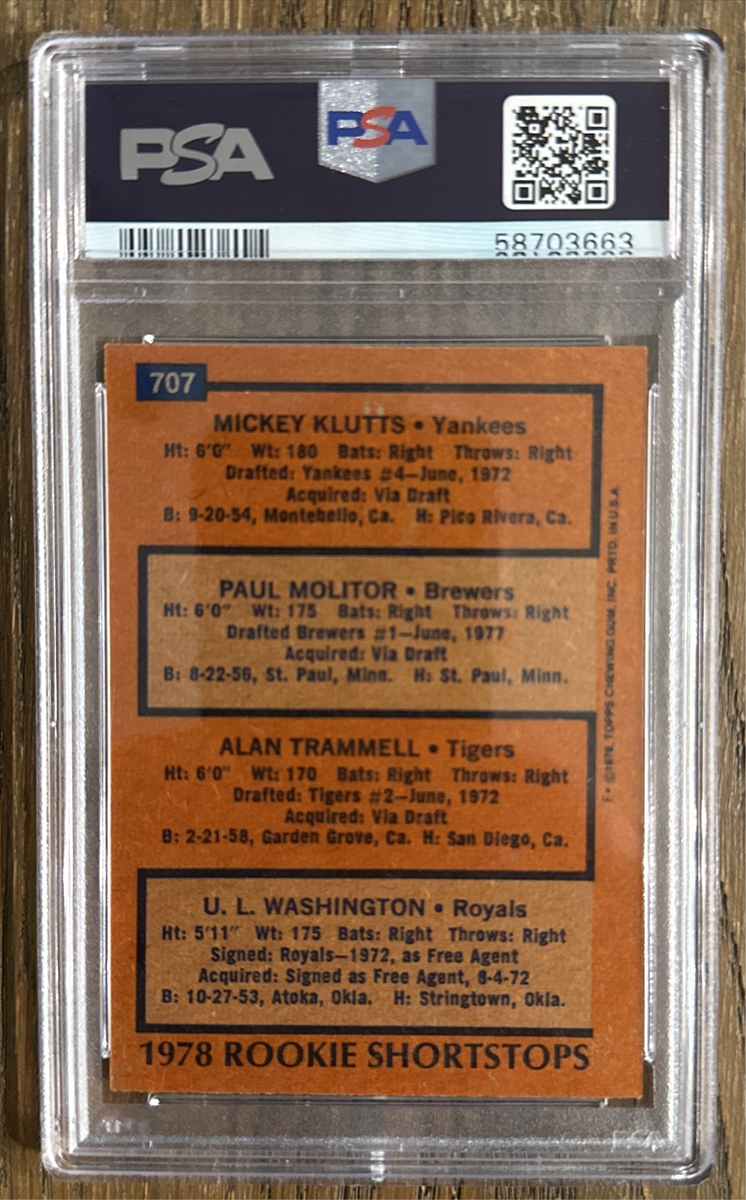 PSA
PSA
58703663
707
MICKEY KLUTTS • Yankees
Ht: 6'0" Wt: 180 Bats: Right Throws: Right
Drafted: Yankees #4—June, 1972
Acquired: Via Draft
B: 9-20-54, Montebello, Ca. H: Pico Rivera, Ca.
PAUL MOLITOR • Brewers
Ht: 6'0" Wt: 175 Bats: Right Throws: Right
Drafted Brewers #1—June, 1977
Acquired: Via Draft
B: 8-22-56, St. Paul, Minn. H: St. Paul, Minn.
ALAN TRAMMELL • Tigers
Ht: 6'0" Wt: 170 Bats: Right Throws: Right
Drafted: Tigers #2—June, 1972
Acquired: Via Draft
B: 2-21-58, Garden Grove, Ca. H: San Diego, Ca.
U. L. WASHINGTON • Royals
Ht: 5'11" Wt: 175 Bats: Right Throws: Right
Signed: Royals—1972, as Free Agent
Acquired: Signed as Free Agent, 8-4-72
B: 10-27-53, Atoka, Okla. H: Stringtown, Okla.
1978 ROOKIE SHORTSTOPS
F* ©1978, TOPPS CHEWING GUM, INC. PRTD. IN U.S.A.
PSA